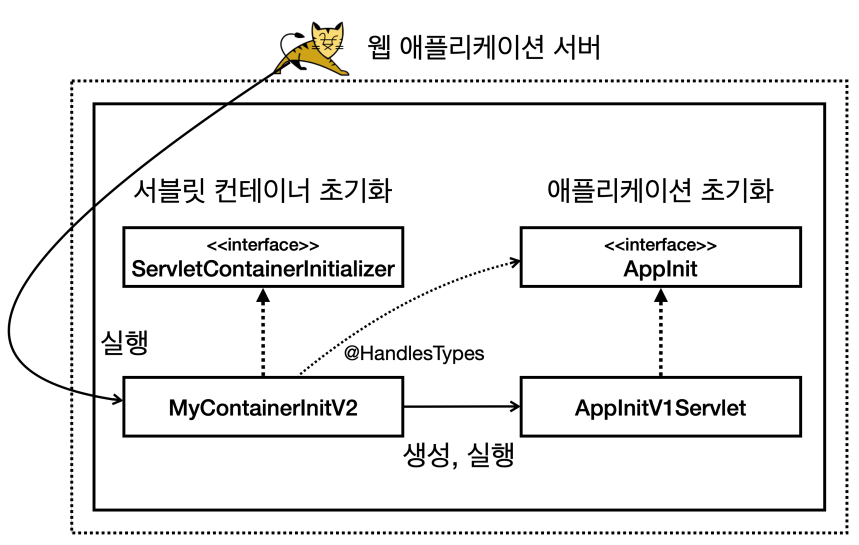 웹 애플리케이션 서버
서블릿 컨테이너 초기화
애플리케이션 초기화
<<interface>>
ServletContainerInitializer
<<interface>>
AppInit
실행
@HandlesTypes
MyContainerInitV2
AppInitV1Servlet
생성, 실행